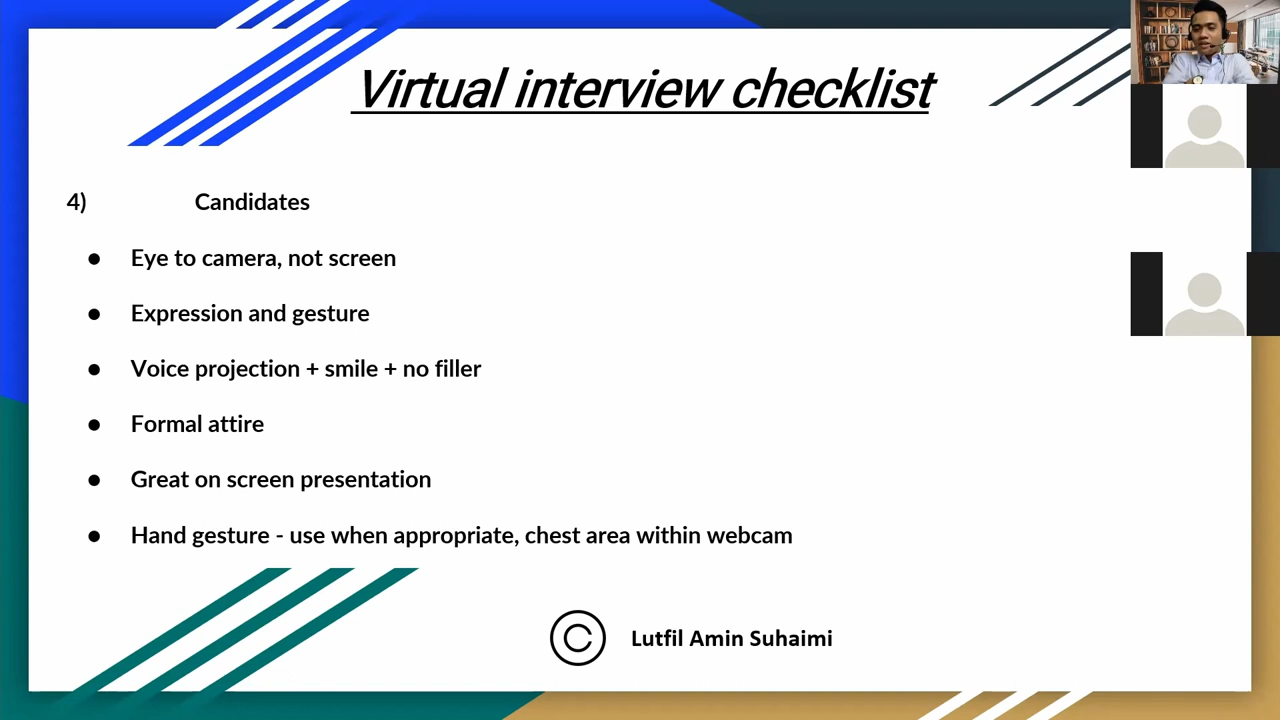 Virtual interview checklist
4) Candidates
● Eye to camera, not screen
● Expression and gesture
● Voice projection + smile + no filler
● Formal attire
● Great on screen presentation
● Hand gesture - use when appropriate, chest area within webcam
© Lutfil Amin Suhaimi